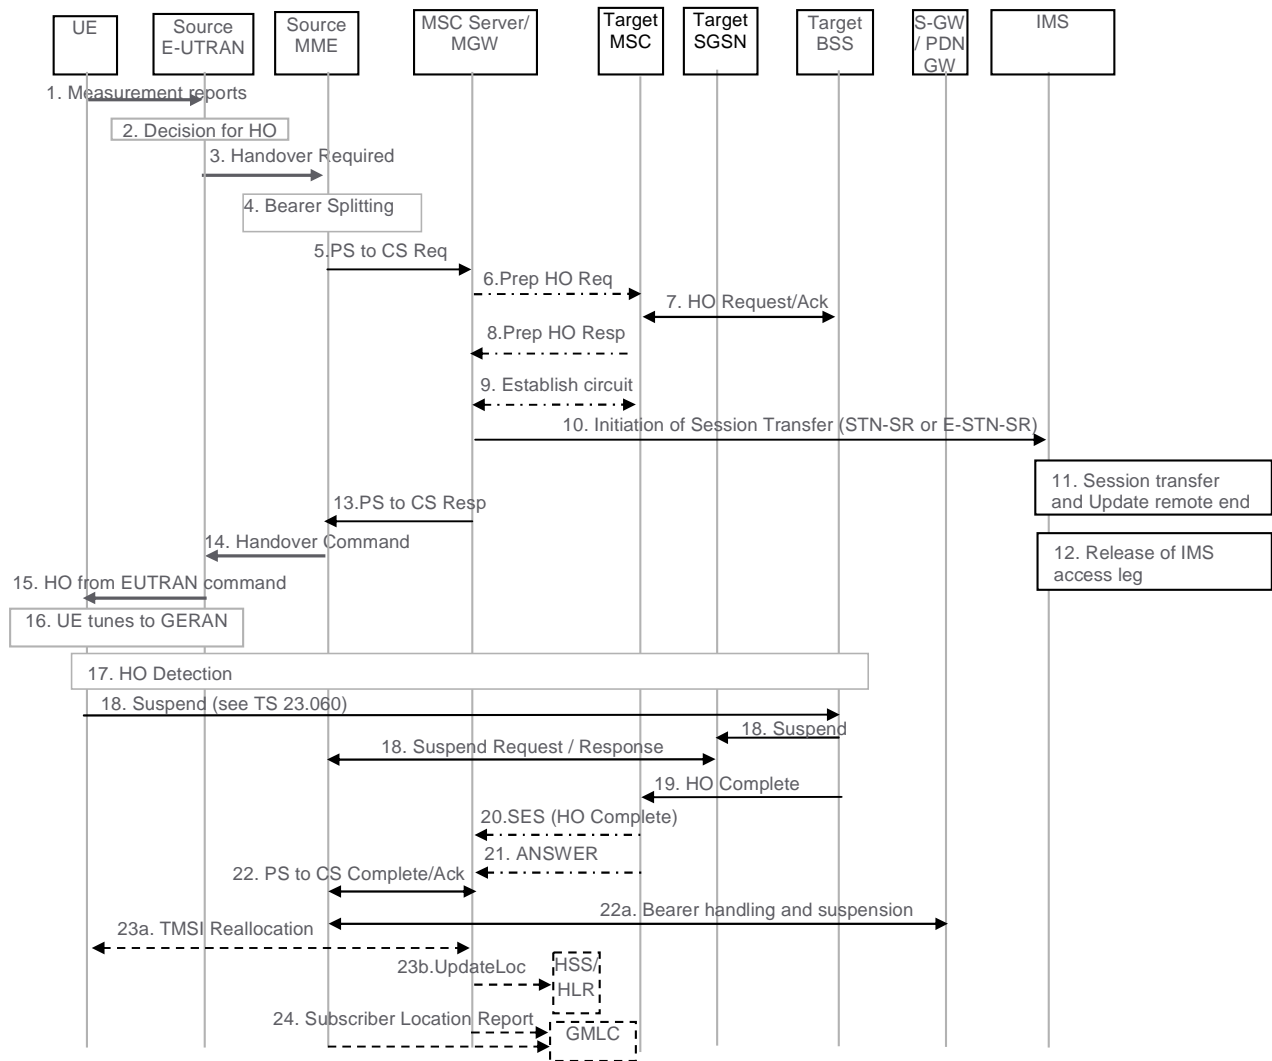 UE
Source
E-UTRAN
Source
MME
MSC Server/
MGW
Target
MSC
Target
SGSN
Target
BSS
S-GW
/ PDN
GW
IMS
1. Measurement reports
2. Decision for HO
3. Handover Required
4. Bearer Splitting
5.PS to CS Req
6.Prep HO Req
7. HO Request/Ack
8.Prep HO Resp
9. Establish circuit
10. Initiation of Session Transfer (STN-SR or E-STN-SR)
11. Session transfer
and Update remote end
13.PS to CS Resp
14. Handover Command
12. Release of IMS
access leg
15. HO from EUTRAN command
16. UE tunes to GERAN
17. HO Detection
18. Suspend (see TS 23.060)
18. Suspend
18. Suspend Request / Response
19. HO Complete
20.SES (HO Complete)
21. ANSWER
22. PS to CS Complete/Ack
22a. Bearer handling and suspension
23a. TMSI Reallocation
23b.UpdateLoc
HSS/
HLR
24. Subscriber Location Report
GMLC